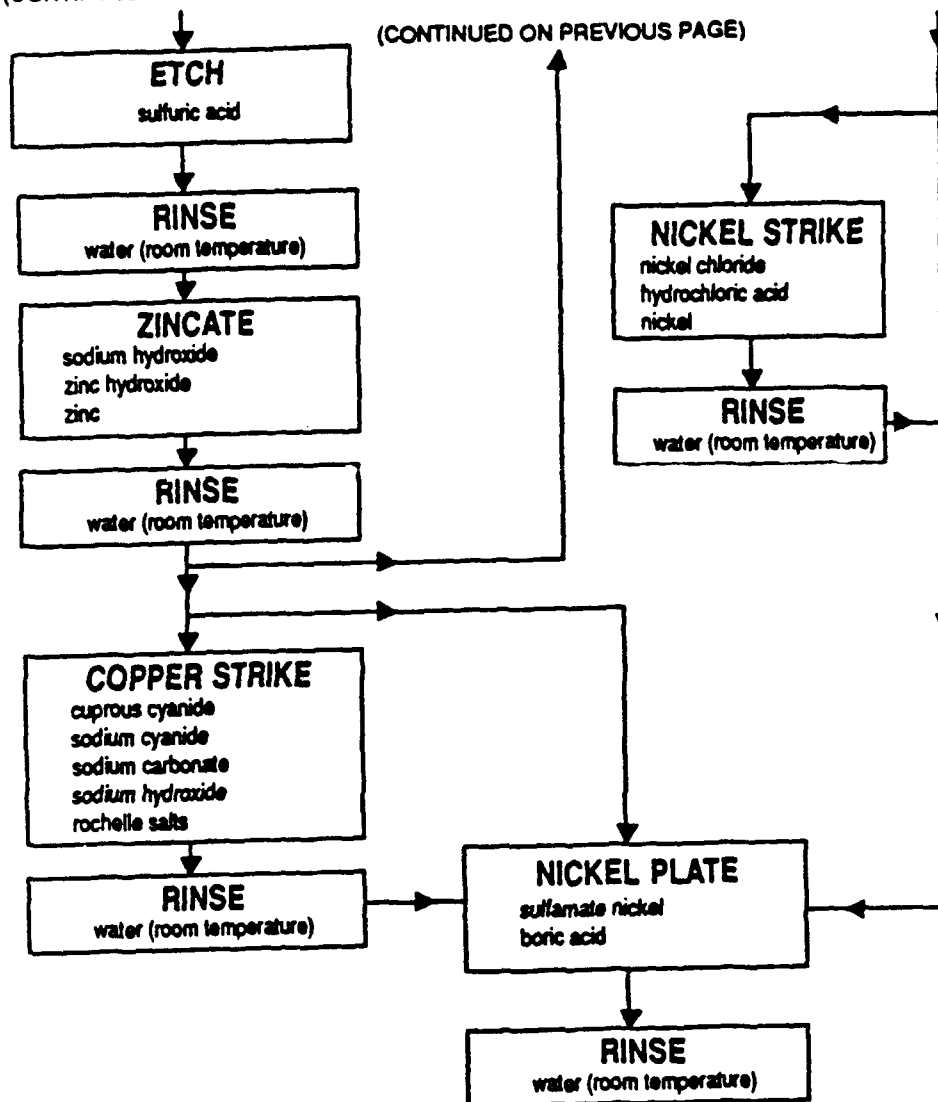 (CONTINUED ON PREVIOUS PAGE)
ETCH
sulfuric acid
RINSE
water (room temperature)
ZINCATE
sodium hydroxide
zinc hydroxide
zinc
RINSE
water (room temperature)
COPPER STRIKE
cuprous cyanide
sodium cyanide
sodium carbonate
sodium hydroxide
rochelle salts
RINSE
water (room temperature)
NICKEL STRIKE
nickel chloride
hydrochloric acid
nickel
RINSE
water (room temperature)
NICKEL PLATE
sulfamate nickel
boric acid
RINSE
water (room temperature)